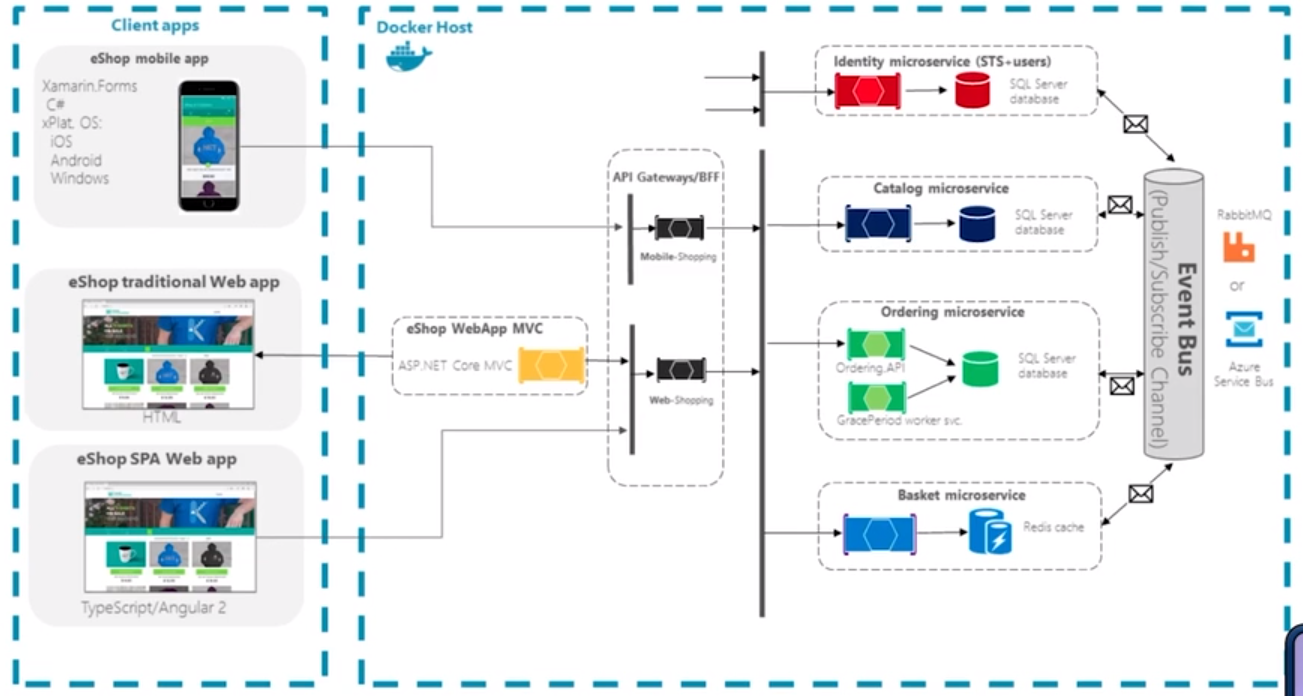 Client apps
eShop mobile app
Xamarin.Forms
C#
xPlat. OS:
iOS
Android
Windows
eShop traditional Web app
HTML
eShop SPA Web app
TypeScript/Angular 2
Docker Host
eShop WebApp MVC
ASP.NET Core MVC
API Gateways/BFF
Mobile-Shopping
Web-Shopping
Identity microservice (STS+users)
SQL Server
database
Catalog microservice
SQL Server
database
Ordering microservice
Ordering.API
GracePeriod worker svc.
SQL Server
database
Basket microservice
Redis cache
Event Bus
(Publish/Subscribe Channel)
RabbitMQ
or
Azure
Service Bus